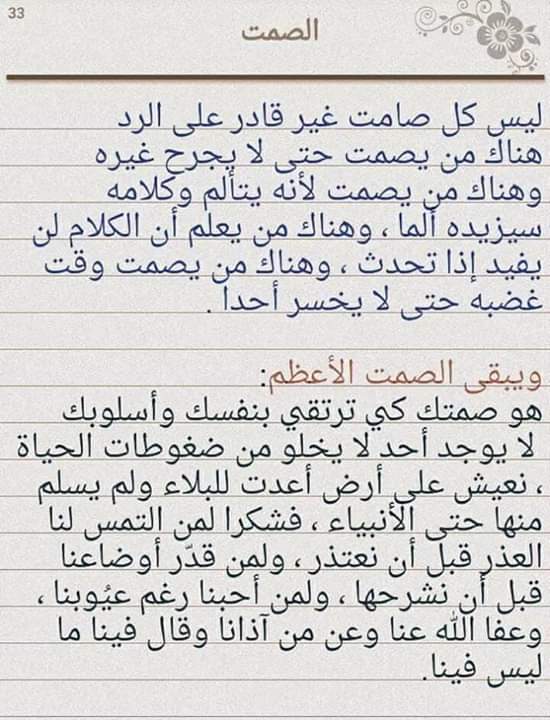 33
الصمت
ليس كل صامت غير قادر على الرد
هناك من يصمت حتى لا يجرح غيره
وهناك من يصمت لأنه يتألم وكلامه
سيزيده ألما ، وهناك من يعلم أن الكلام لن
يفيد إذا تحدث ، وهناك من يصمت وقت
غضبه حتى لا يخسر أحدا .
ويبقى الصمت الأعظم:
هو صمتك كي ترتقي بنفسك وأسلوبك
لا يوجد أحد لا يخلو من ضغوطات الحياة
، نعيش على أرض أعدت للبلاء ولم يسلم
منها حتى الأنبياء ، فشكرا لمن التمس لنا
العذر قبل أن نعتذر ، ولمن قدّر أوضاعنا
قبل أن نشرحها ، ولمن أحبنا رغم عيُوبنا ،
وعفا الله عنا وعن من آذانا وقال فينا ما
ليس فينا.